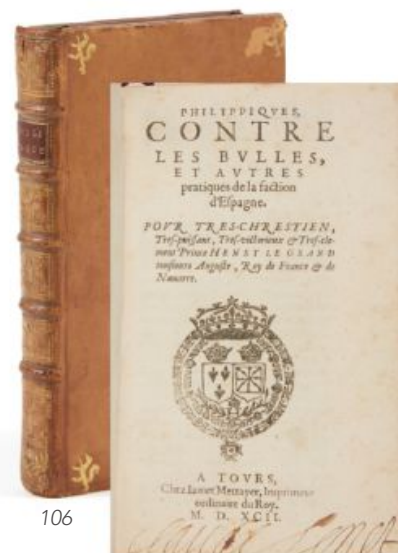 PHILIPPIQVES,
CONTRE
LES BVLLES,
ET AVTRES
pratiques de la faction
d'Espagne.
POVR TRES-CHRESTIEN,
Tres-puissant, Tres-victorieux & Tres-cle-
ment Prince HENRY LE GRAND
tousiours Auguste, Roy de France & de
Nauarre.
A TOVRS,
Chez Iamet Mettayer, Imprimeur
ordinaire du Roy.
M. D. XCII.
106